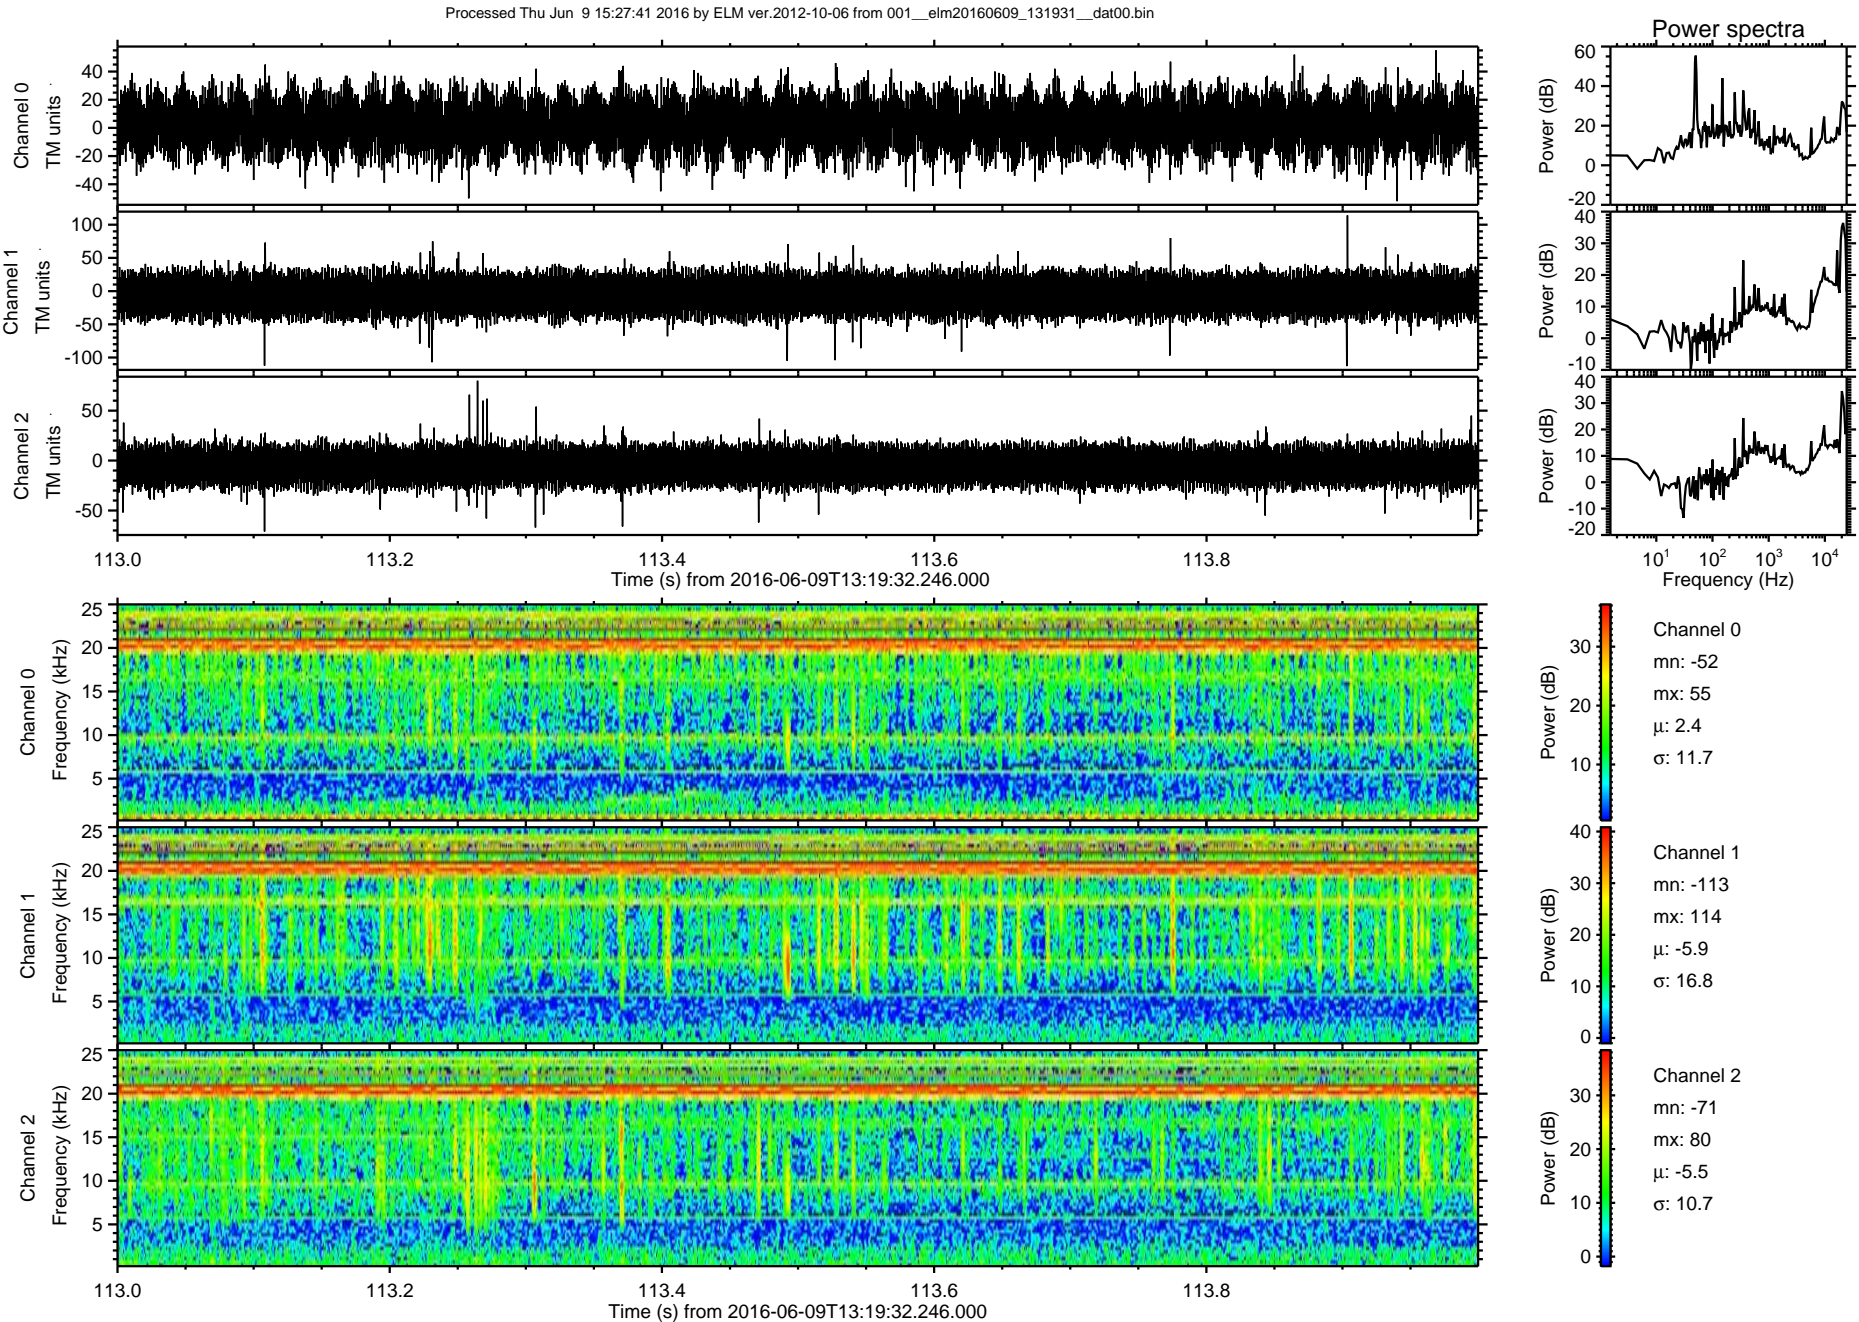 Processed Thu Jun  9 15:27:41 2016 by ELM ver.2012-10-06 from 001__elm20160609_131931__dat00.bin
Power spectra
Channel 0
TM units
40
20
0
-20
-40
Power (dB)
60
40
20
0
-20
Channel 1
TM units
100
50
0
-50
-100
Power (dB)
40
30
20
10
0
-10
Channel 2
TM units
50
0
-50
Power (dB)
40
30
20
10
0
-10
-20
113.0
113.2
113.4
113.6
113.8
Time (s) from 2016-06-09T13:19:32.246.000
10^1
10^2
10^3
10^4
Frequency (Hz)
Channel 0
Frequency (kHz)
25
20
15
10
5
Power (dB)
30
20
10
Channel 0
mn: -52
mx: 55
μ: 2.4
σ: 11.7
Channel 1
Frequency (kHz)
25
20
15
10
5
Power (dB)
40
30
20
10
0
Channel 1
mn: -113
mx: 114
μ: -5.9
σ: 16.8
Channel 2
Frequency (kHz)
25
20
15
10
5
Power (dB)
30
20
10
0
Channel 2
mn: -71
mx: 80
μ: -5.5
σ: 10.7
113.0
113.2
113.4
113.6
113.8
Time (s) from 2016-06-09T13:19:32.246.000